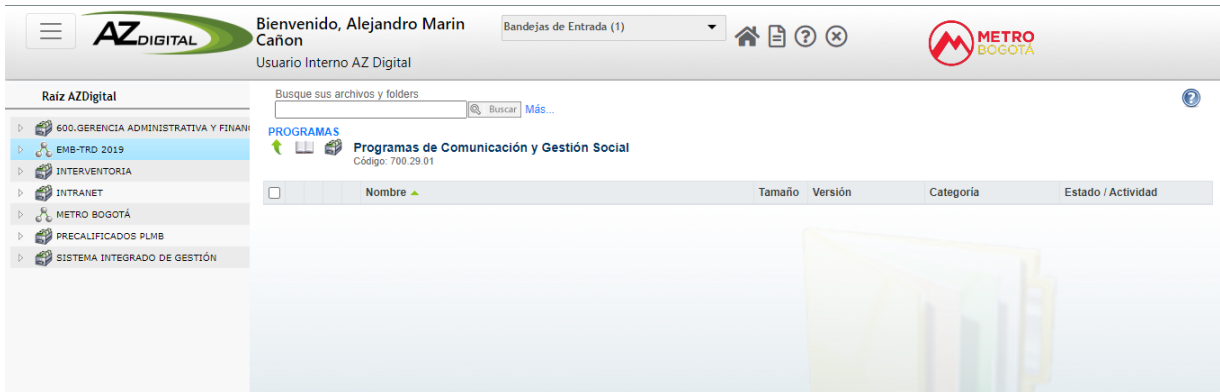 AZDIGITAL
Bienvenido, Alejandro Marin
Cañon
Usuario Interno AZ Digital
Bandejas de Entrada (1)
METRO
BOGOTÁ
Raíz AZDigital
600.GERENCIA ADMINISTRATIVA Y FINAN
EMB-TRD 2019
INTERVENTORIA
INTRANET
METRO BOGOTÁ
PRECALIFICADOS PLMB
SISTEMA INTEGRADO DE GESTIÓN
Busque sus archivos y folders
Buscar Más...
PROGRAMAS
Programas de Comunicación y Gestión Social
Código: 700.29.01
Nombre Tamaño Versión Categoría Estado / Actividad